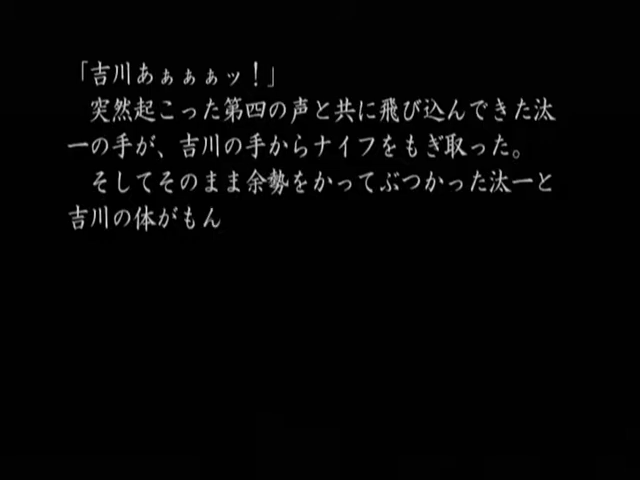 「吉川あぁぁぁッ！」
突然起こった第四の声と共に飛び込んできた汰
一の手が、吉川の手からナイフをもぎ取った。
そしてそのまま余勢をかってぶつかった汰一と
吉川の体がもん